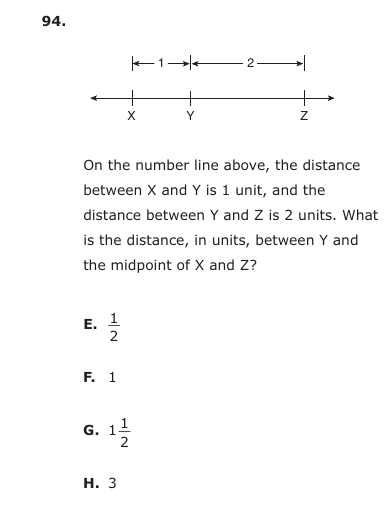 94.
1 2
X Y Z
On the number line above, the distance
between X and Y is 1 unit, and the
distance between Y and Z is 2 units. What
is the distance, in units, between Y and
the midpoint of X and Z?
E. 1/2
F. 1
G. 1 1/2
H. 3